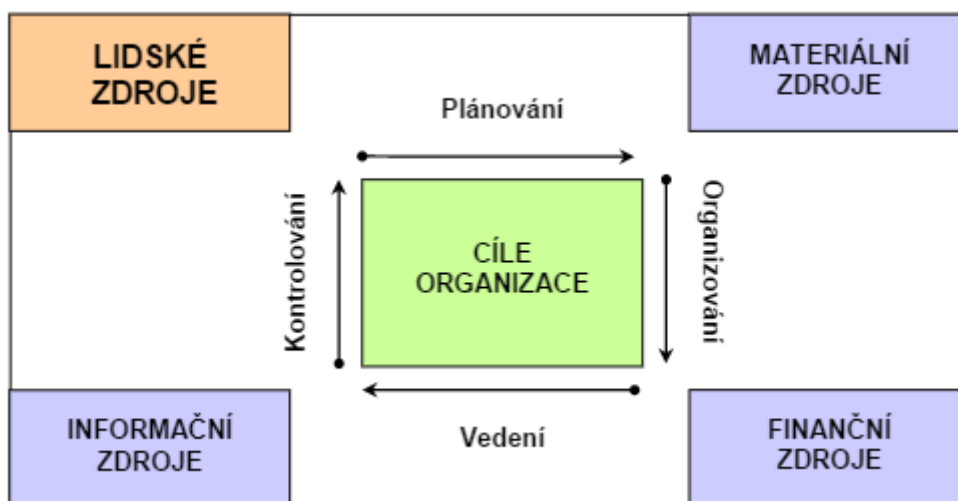 LIDSKÉ
ZDROJE
MATERIÁLNÍ
ZDROJE
Plánování
Kontrolování
CÍLE
ORGANIZACE
Organizování
INFORMAČNÍ
ZDROJE
Vedení
FINANČNÍ
ZDROJE